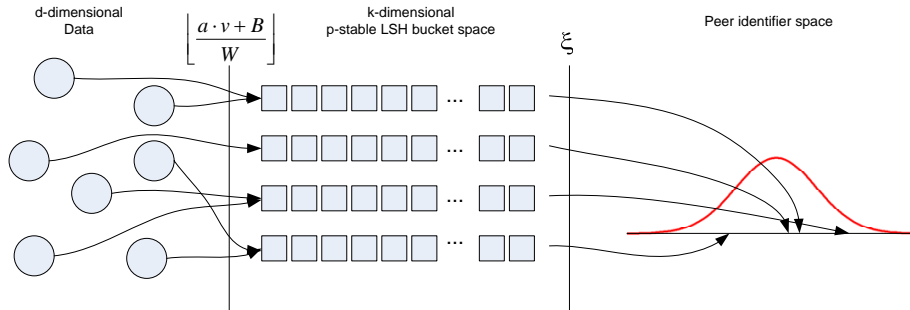 d-dimensional
Data
⌊(a · v + B) / W⌋
k-dimensional
p-stable LSH bucket space
ξ
Peer identifier space
...
...
...
...